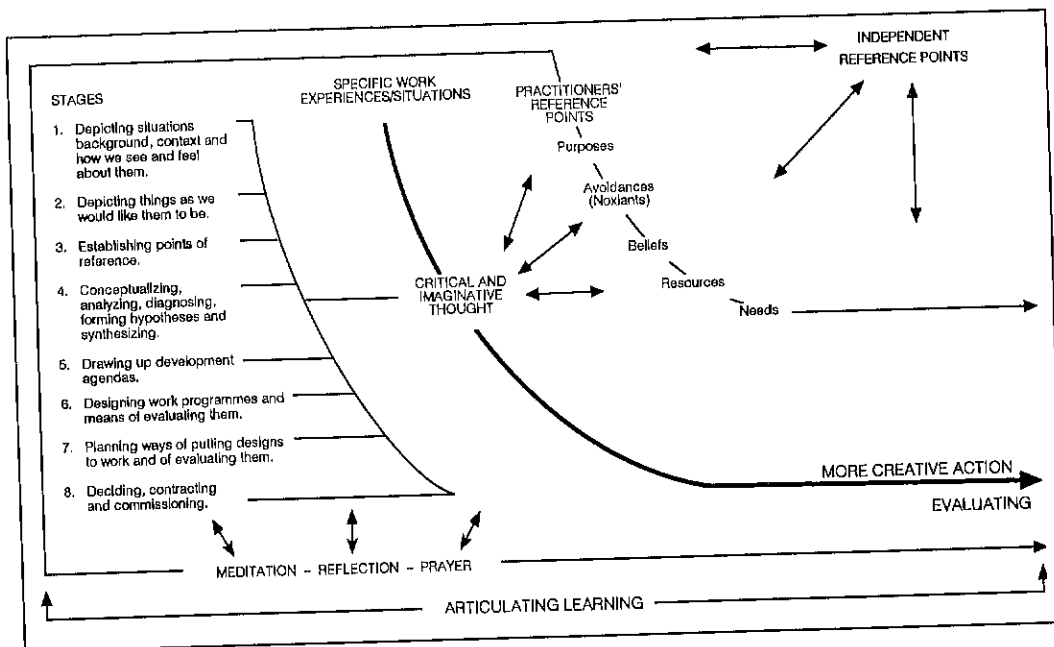 INDEPENDENT
REFERENCE POINTS
SPECIFIC WORK
EXPERIENCES/SITUATIONS
PRACTITIONERS'
REFERENCE
POINTS
Purposes
Avoidances
(Noxiants)
Beliefs
Resources
Needs
STAGES
1. Depicting situations
background, context and
how we see and feel
about them.
2. Depicting things as we
would like them to be.
3. Establishing points of
reference.
4. Conceptualizing,
analyzing, diagnosing,
forming hypotheses and
synthesizing.
5. Drawing up development
agendas.
6. Designing work programmes and
means of evaluating them.
7. Planning ways of putting designs
to work and of evaluating them.
8. Deciding, contracting
and commissioning.
CRITICAL AND
IMAGINATIVE
THOUGHT
MORE CREATIVE ACTION
EVALUATING
MEDITATION – REFLECTION – PRAYER
ARTICULATING LEARNING